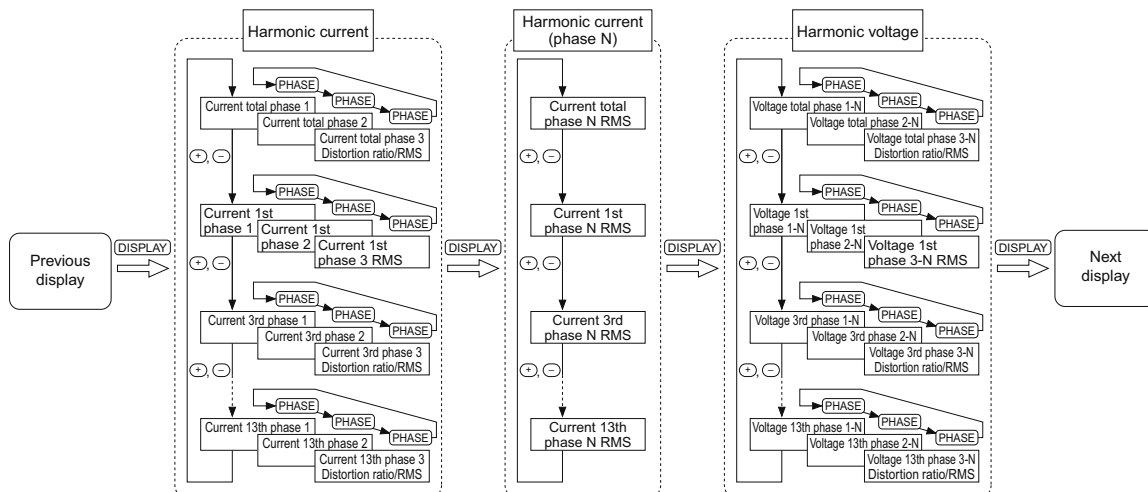 Previous
display
DISPLAY
Harmonic current
PHASE
PHASE
PHASE
Current total phase 1
Current total phase 2
Current total phase 3
Distortion ratio/RMS
+, −
PHASE
PHASE
PHASE
Current 1st
phase 1
Current 1st
phase 2
Current 1st
phase 3 RMS
+, −
PHASE
PHASE
PHASE
Current 3rd phase 1
Current 3rd phase 2
Current 3rd phase 3
Distortion ratio/RMS
+, −
PHASE
PHASE
PHASE
Current 13th phase 1
Current 13th phase 2
Current 13th phase 3
Distortion ratio/RMS
DISPLAY
Harmonic current
(phase N)
Current total
phase N RMS
+, −
Current 1st
phase N RMS
+, −
Current 3rd
phase N RMS
+, −
Current 13th
phase N RMS
DISPLAY
Harmonic voltage
PHASE
PHASE
PHASE
Voltage total phase 1-N
Voltage total phase 2-N
Voltage total phase 3-N
Distortion ratio/RMS
+, −
PHASE
PHASE
PHASE
Voltage 1st
phase 1-N
Voltage 1st
phase 2-N
Voltage 1st
phase 3-N RMS
+, −
PHASE
PHASE
PHASE
Voltage 3rd phase 1-N
Voltage 3rd phase 2-N
Voltage 3rd phase 3-N
Distortion ratio/RMS
+, −
PHASE
PHASE
PHASE
Voltage 13th phase 1-N
Voltage 13th phase 2-N
Voltage 13th phase 3-N
Distortion ratio/RMS
DISPLAY
Next
display